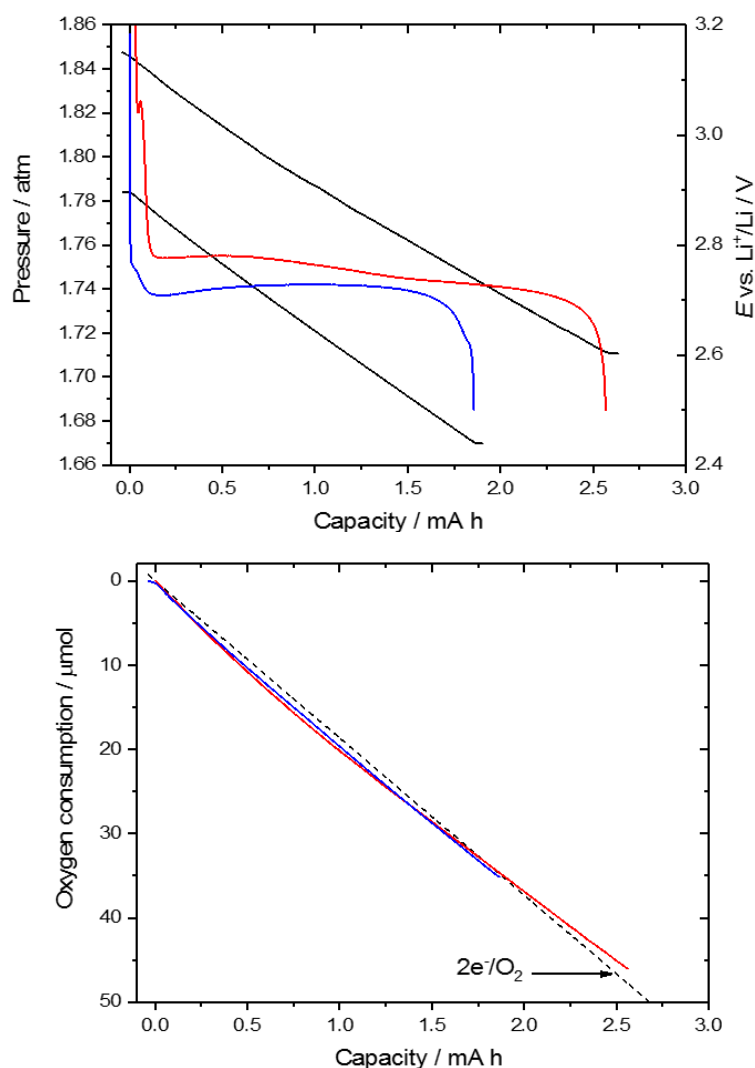 1.86
1.84
1.82
1.80
1.78
1.76
1.74
1.72
1.70
1.68
1.66
Pressure / atm
3.2
3.0
2.8
2.6
2.4
E vs. Li⁺/Li / V
0.0 0.5 1.0 1.5 2.0 2.5 3.0
Capacity / mA h
0
10
20
30
40
50
Oxygen consumption / μmol
2e⁻/O₂
0.0 0.5 1.0 1.5 2.0 2.5 3.0
Capacity / mA h